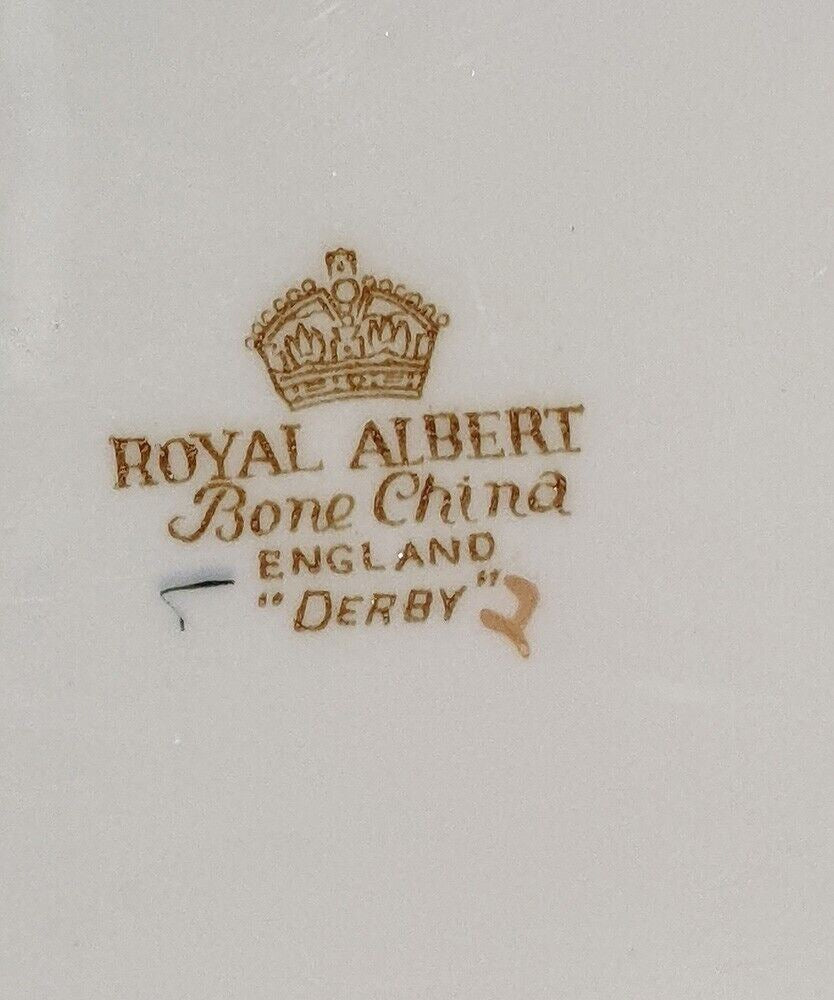 ROYAL ALBERT
Bone China
ENGLAND
"DERBY"